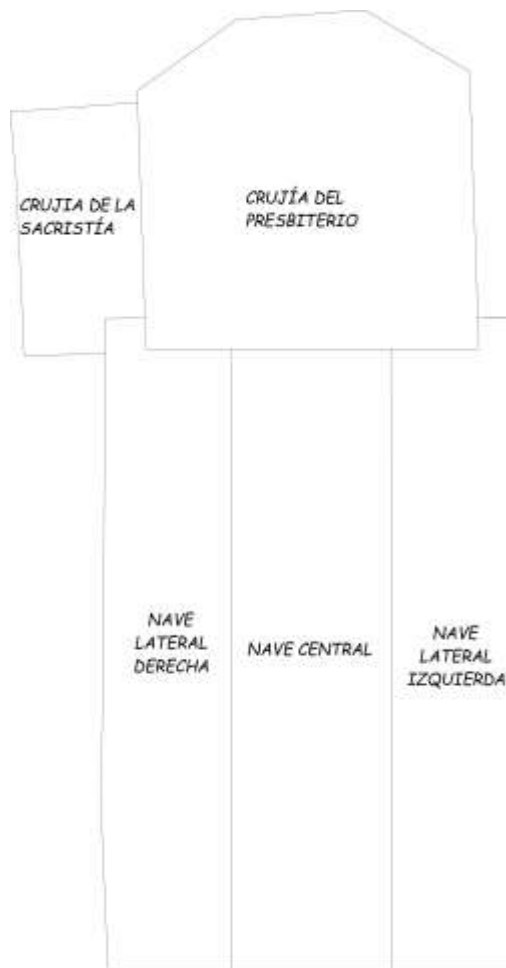 CRUJIA DE LA
SACRISTÍA
CRUJÍA DEL
PRESBITERIO
NAVE
LATERAL
DERECHA
NAVE CENTRAL
NAVE
LATERAL
IZQUIERDA